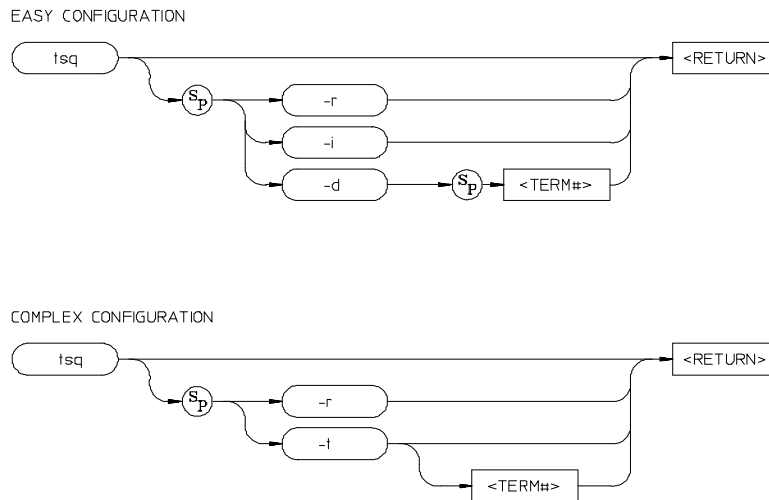 EASY CONFIGURATION
tsq
<RETURN>
Sp
-r
-i
-d
Sp
<TERM#>
COMPLEX CONFIGURATION
tsq
<RETURN>
Sp
-r
-t
<TERM#>